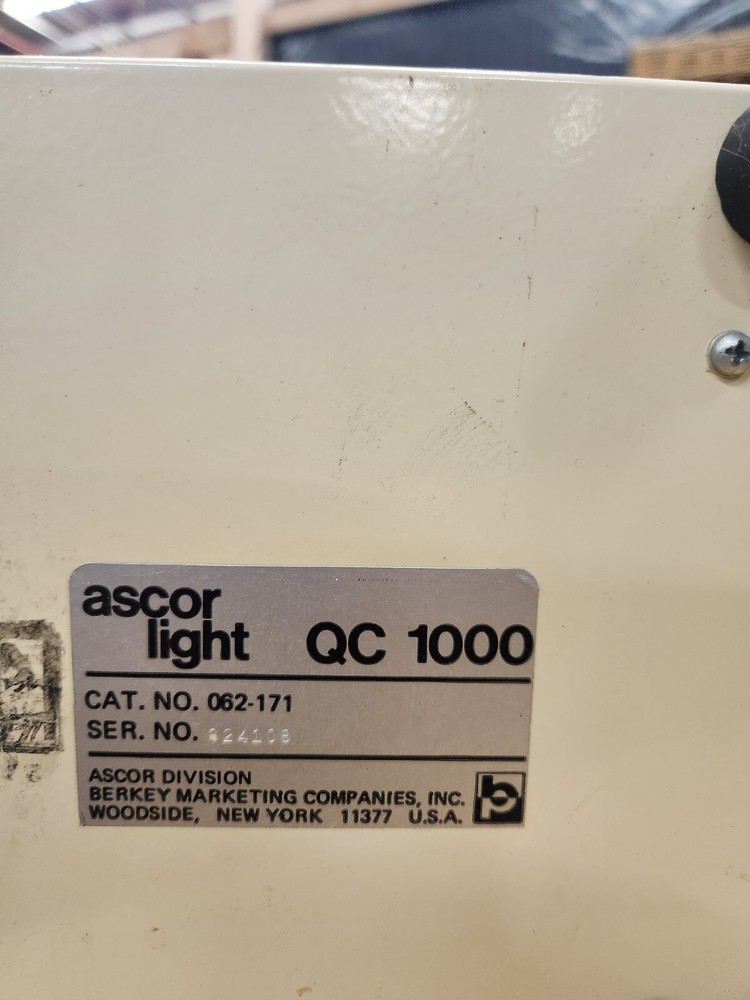 ascor
light QC 1000
CAT. NO. 062-171
SER. NO.
ASCOR DIVISION
BERKEY MARKETING COMPANIES, INC.
WOODSIDE, NEW YORK 11377 U.S.A.